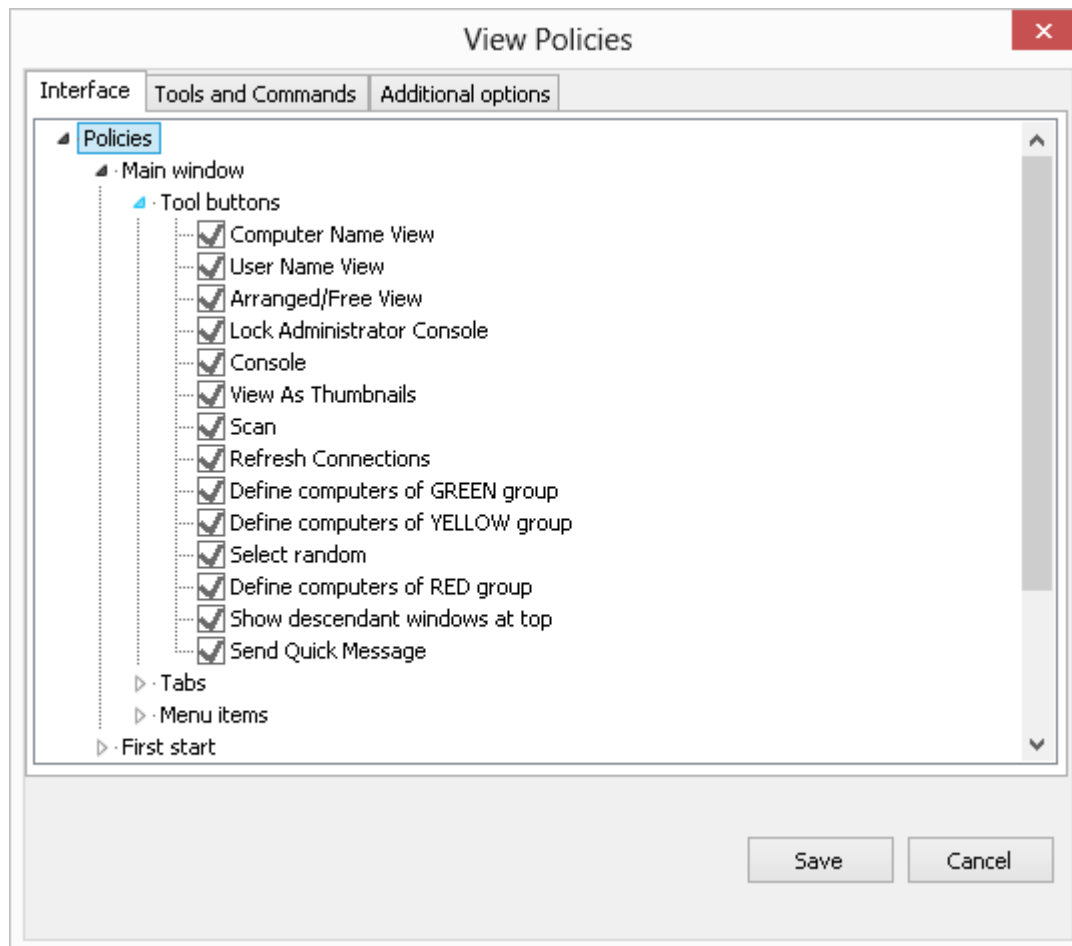 View Policies
Interface
Tools and Commands
Additional options
Policies
Main window
Tool buttons
Computer Name View
User Name View
Arranged/Free View
Lock Administrator Console
Console
View As Thumbnails
Scan
Refresh Connections
Define computers of GREEN group
Define computers of YELLOW group
Select random
Define computers of RED group
Show descendant windows at top
Send Quick Message
Tabs
Menu items
First start
Save
Cancel